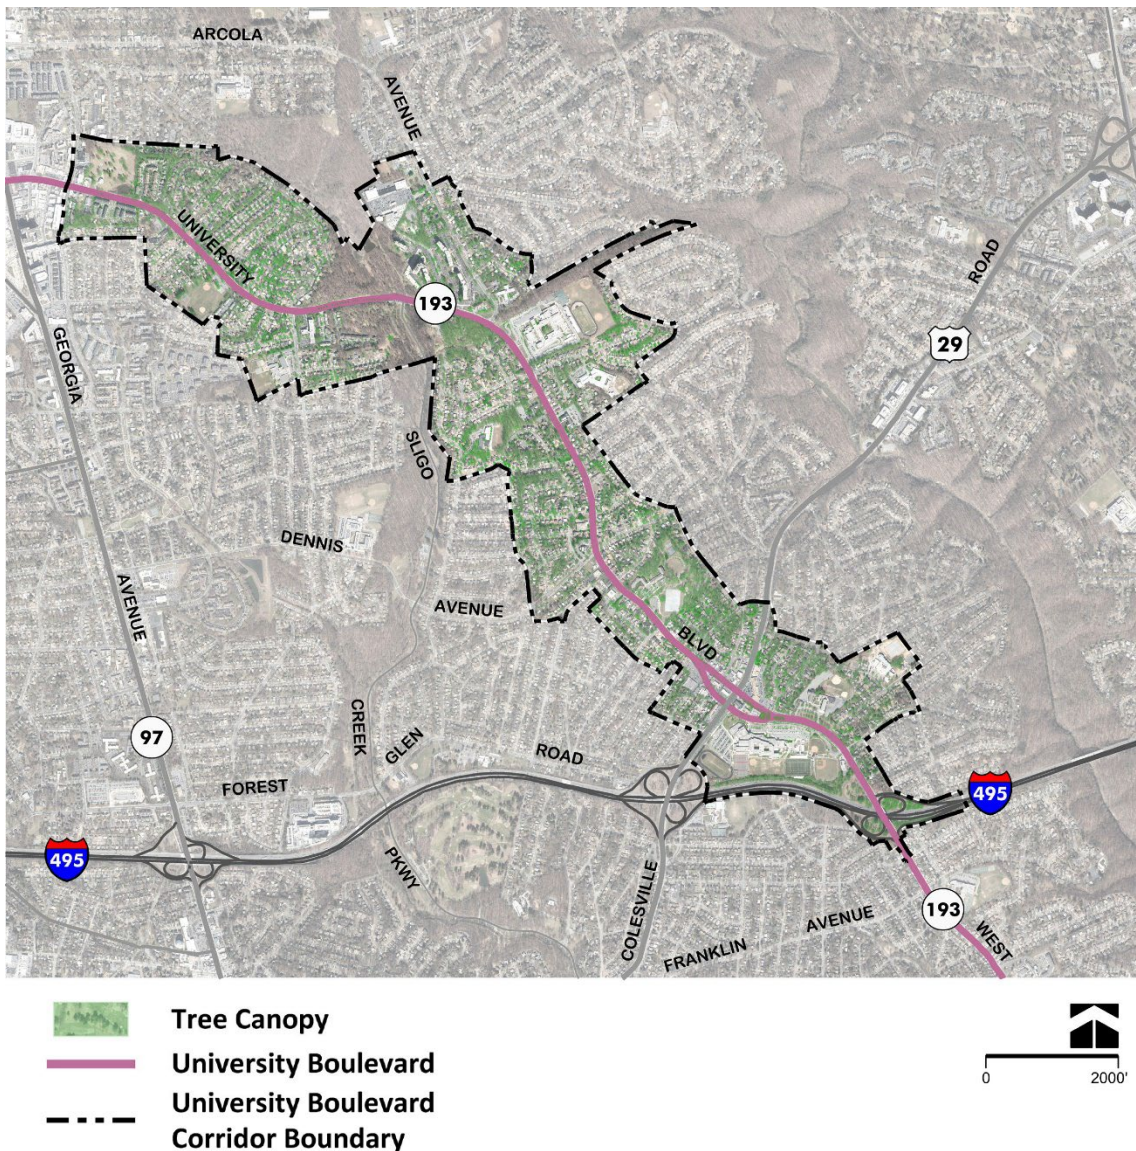 ARCOLA
AVENUE
UNIVERSITY
193
ROAD
29
GEORGIA
SLIGO
DENNIS
AVENUE
AVENUE
BLVD
97
CREEK
GLEN
ROAD
FOREST
495
495
PKWY
COLESVILLE
AVENUE
193
WEST
FRANKLIN
Tree Canopy
University Boulevard
University Boulevard
Corridor Boundary
0 2000'